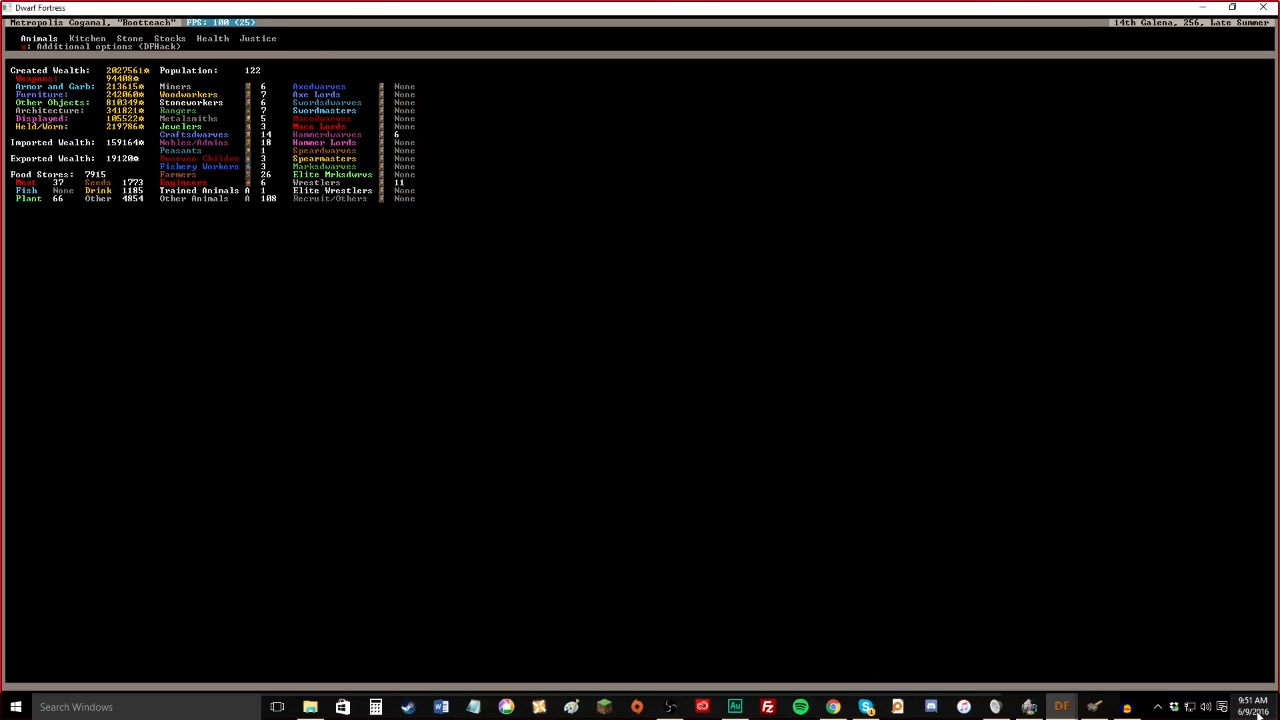 Dwarf Fortress
Metropolis Cogamal, "Bootteach" FPS: 100 (25) 14th Galena, 256, Late Summer
Animals Kitchen Stone Stocks Health Justice
x: Additional options (DFHack)
Created Wealth: 2027561☼ Population: 122
Weapons: 94408☼
Armor and Garb: 213615☼ Miners 6 Axedwarves None
Furniture: 242060☼ Woodworkers 7 Axe Lords None
Other Objects: 810349☼ Stoneworkers 6 Swordsdwarves None
Architecture: 341821☼ Rangers 7 Swordmasters None
Displayed: 105522☼ Metalsmiths 5 Macedwarves None
Held/Worn: 219786☼ Jewelers 3 Mace Lords None
Craftsdwarves 14 Hammerdwarves 6
Imported Wealth: 159164☼ Nobles/Admins 18 Hammer Lords None
Peasants 1 Speardwarves None
Exported Wealth: 19120☼ Dwarven Childre 3 Spearmasters None
Fishery Workers 3 Marksdwarves None
Food Stores: 7915 Farmers 26 Elite Mrksdwrvs None
Meat 37 Seeds 1773 Engineers 6 Wrestlers 11
Fish None Drink 1185 Trained Animals A 1 Elite Wrestlers None
Plant 66 Other 4854 Other Animals A 108 Recruit/Others None
Search Windows
Au
Fz
DF
9:51 AM
6/9/2016